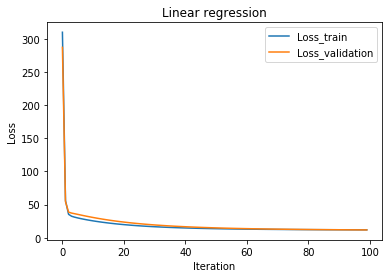 Linear regression
Loss_train
Loss_validation
300
250
200
150
100
50
0
Loss
0
20
40
60
80
100
Iteration